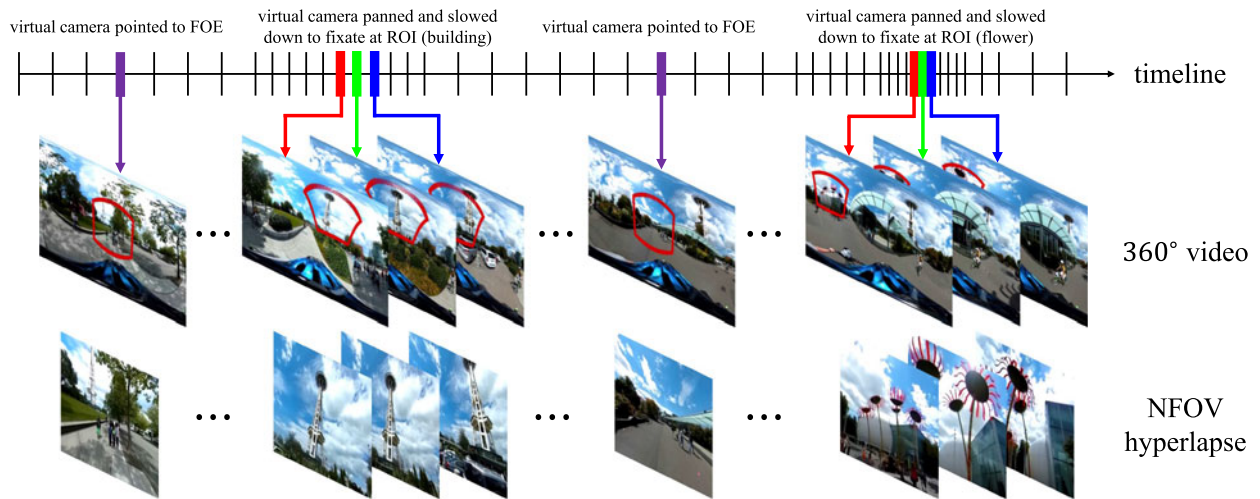 virtual camera pointed to FOE
virtual camera panned and slowed
down to fixate at ROI (building)
virtual camera pointed to FOE
virtual camera panned and slowed
down to fixate at ROI (flower)
timeline
...
...
...
360° video
...
...
...
NFOV
hyperlapse